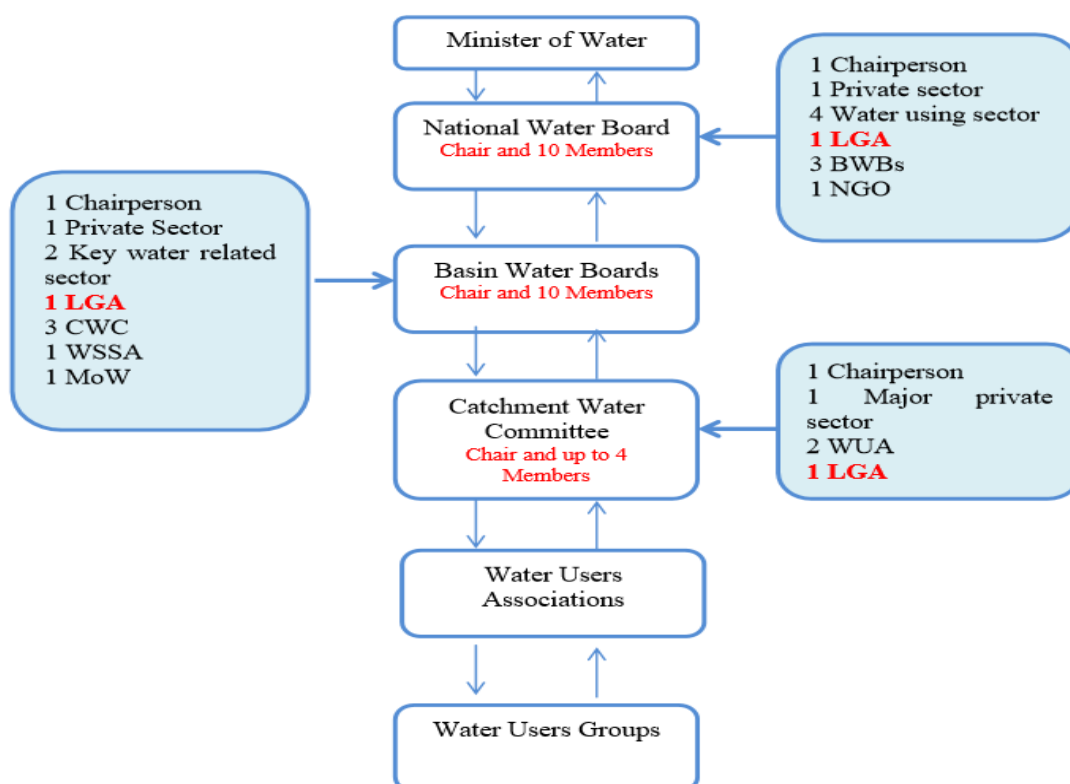 Minister of Water
National Water Board
Chair and 10 Members
1 Chairperson
1 Private sector
4 Water using sector
1 LGA
3 BWBs
1 NGO
1 Chairperson
1 Private Sector
2 Key water related
sector
1 LGA
3 CWC
1 WSSA
1 MoW
Basin Water Boards
Chair and 10 Members
Catchment Water
Committee
Chair and up to 4
Members
1 Chairperson
1 Major private
sector
2 WUA
1 LGA
Water Users
Associations
Water Users Groups